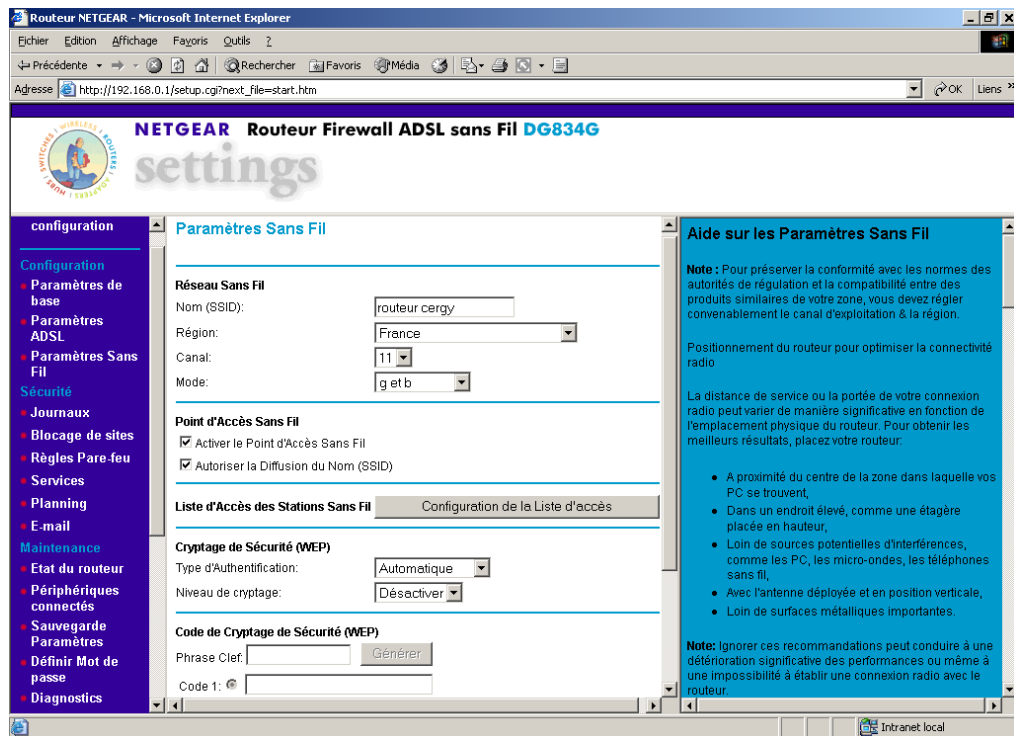 Routeur NETGEAR - Microsoft Internet Explorer
Eichier Edition Affichage Favoris Outils ?
Précédente Rechercher Favoris Média
Adresse http://192.168.0.1/setup.cgi?next_file=start.htm OK Liens »
WIRELESS | ROUTERS | ADAPTERS | HUBS | SWITCHES |
NETGEAR Routeur Firewall ADSL sans Fil DG834G
settings
configuration
Configuration
Paramètres de
base
Paramètres
ADSL
Paramètres Sans
Fil
Sécurité
Journaux
Blocage de sites
Règles Pare-feu
Services
Planning
E-mail
Maintenance
Etat du routeur
Périphériques
connectés
Sauvegarde
Paramètres
Définir Mot de
passe
Diagnostics
Paramètres Sans Fil
Réseau Sans Fil
Nom (SSID): routeur cergy
Région: France
Canal: 11
Mode: g et b
Point d'Accès Sans Fil
Activer le Point d'Accès Sans Fil
Autoriser la Diffusion du Nom (SSID)
Liste d'Accès des Stations Sans Fil Configuration de la Liste d'accès
Cryptage de Sécurité (WEP)
Type d'Authentification: Automatique
Niveau de cryptage: Désactiver
Code de Cryptage de Sécurité (WEP)
Phrase Clef: Générer
Code 1:
Aide sur les Paramètres Sans Fil
Note : Pour préserver la conformité avec les normes des
autorités de régulation et la compatibilité entre des
produits similaires de votre zone, vous devez régler
convenablement le canal d'exploitation & la région.
Positionnement du routeur pour optimiser la connectivité
radio
La distance de service ou la portée de votre connexion
radio peut varier de manière significative en fonction de
l'emplacement physique du routeur. Pour obtenir les
meilleurs résultats, placez votre routeur:
A proximité du centre de la zone dans laquelle vos
PC se trouvent,
Dans un endroit élevé, comme une étagère
placée en hauteur,
Loin de sources potentielles d'interférences,
comme les PC, les micro-ondes, les téléphones
sans fil,
Avec l'antenne déployée et en position verticale,
Loin de surfaces métalliques importantes.
Note: Ignorer ces recommandations peut conduire à une
détérioration significative des performances ou même à
une impossibilité à établir une connexion radio avec le
routeur.
Intranet local